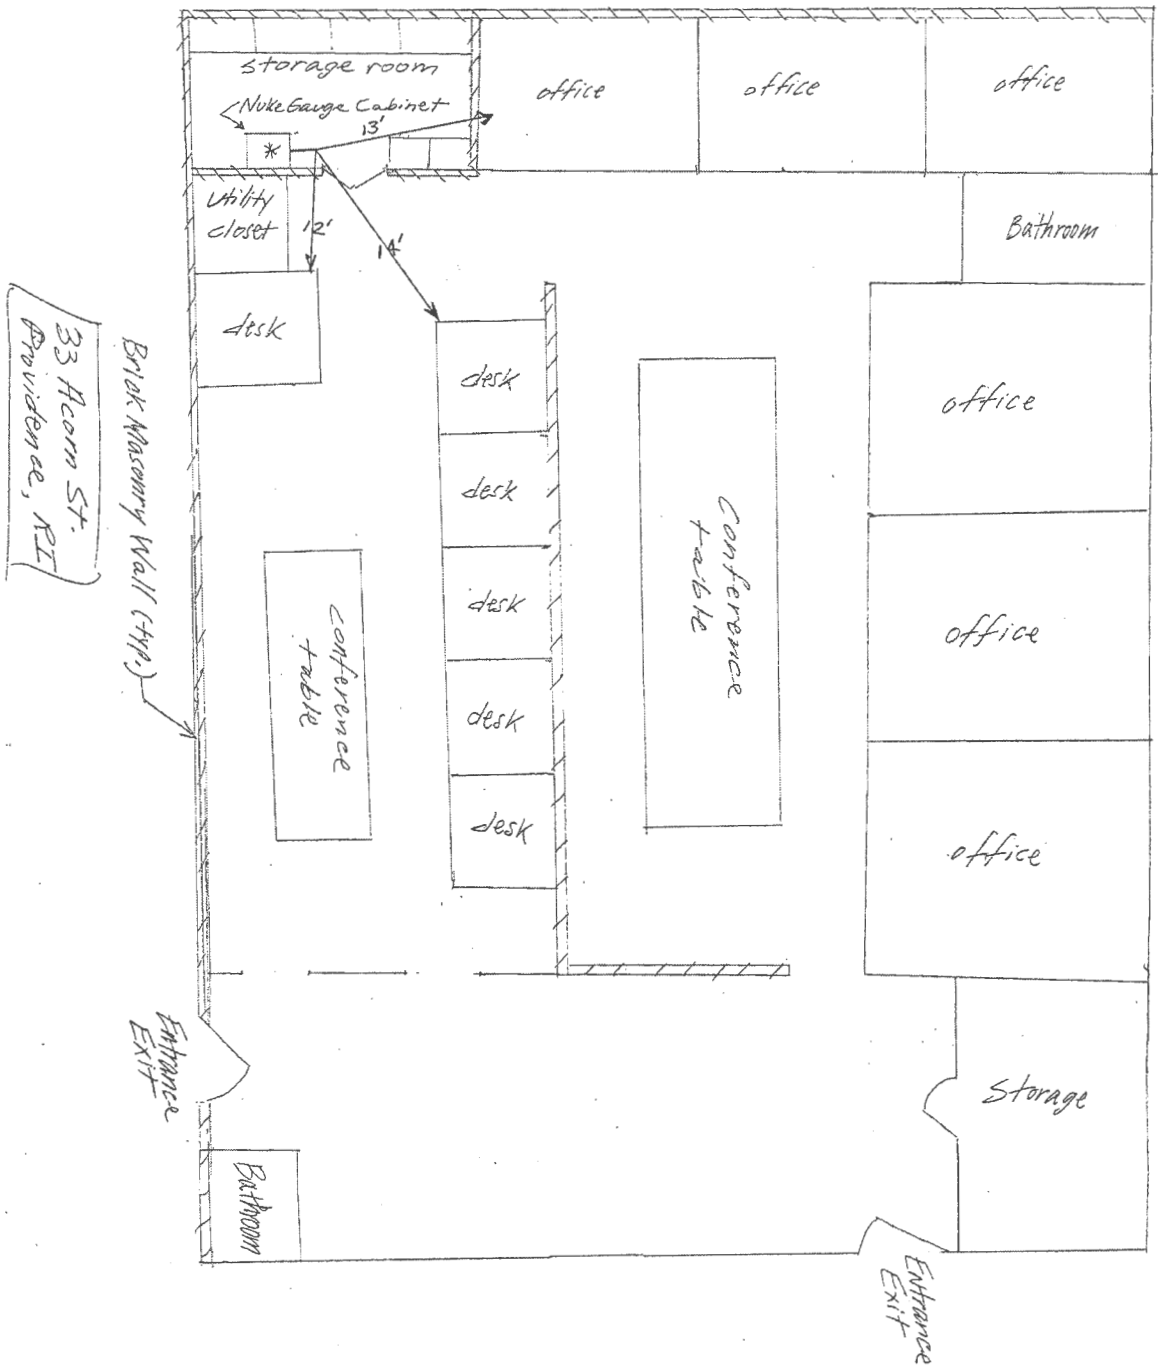 storage room
office
office
office
Nuke Gauge Cabinet
13'
*
utility
closet
12'
14'
Bathroom
desk
desk
office
33 Acorn St.
Providence, RI
Brick Masonry Wall (typ.)
desk
conference
table
desk
office
conference
table
desk
desk
office
Entrance
Exit
Storage
Bathroom
Entrance
Exit